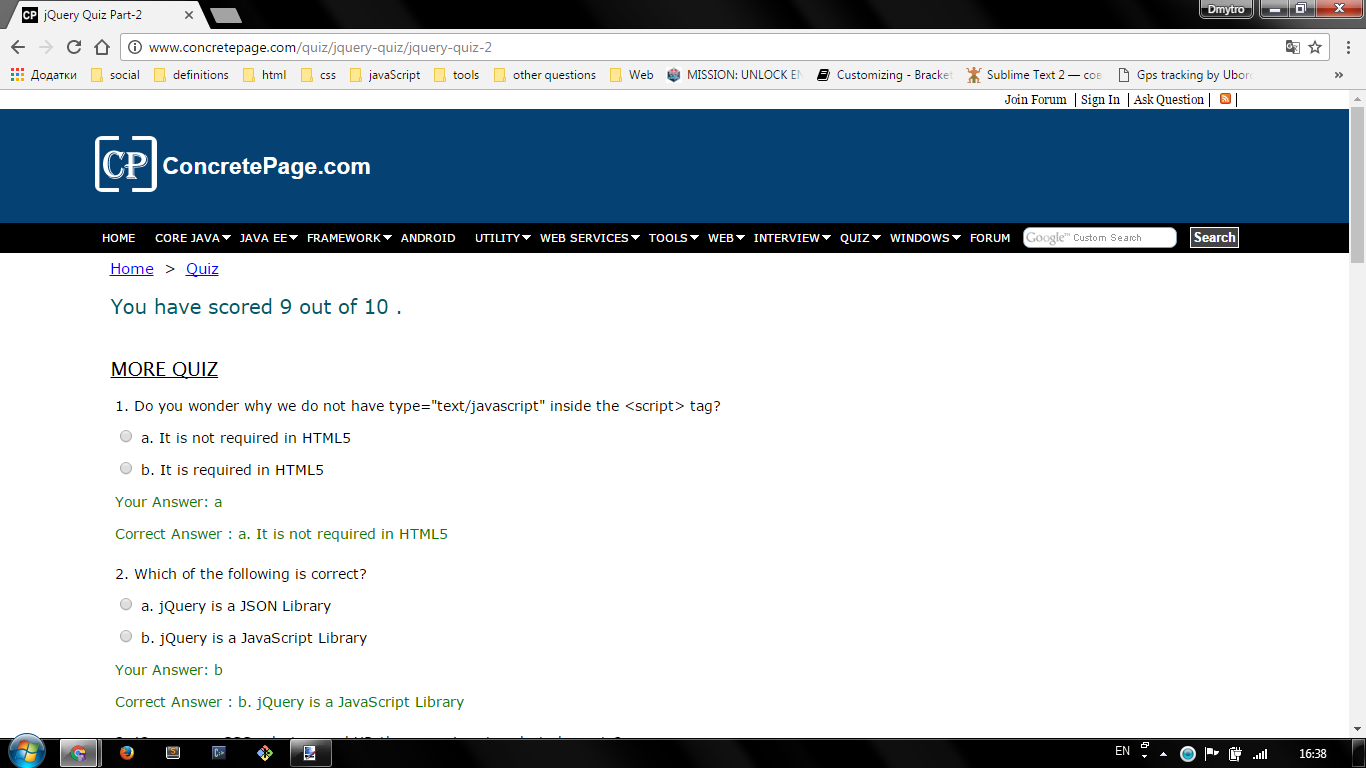 jQuery Quiz Part-2
Dmytro
www.concretepage.com/quiz/jquery-quiz/jquery-quiz-2
Додатки social definitions html css javaScript tools other questions Web MISSION: UNLOCK EN Customizing - Bracket Sublime Text 2 — сов Gps tracking by Ubor »
Join Forum | Sign In | Ask Question | |
CP ConcretePage.com
HOME CORE JAVA JAVA EE FRAMEWORK ANDROID UTILITY WEB SERVICES TOOLS WEB INTERVIEW QUIZ WINDOWS FORUM Google™ Custom Search Search
Home > Quiz
You have scored 9 out of 10 .
MORE QUIZ
1. Do you wonder why we do not have type="text/javascript" inside the <script> tag?
a. It is not required in HTML5
b. It is required in HTML5
Your Answer: a
Correct Answer : a. It is not required in HTML5
2. Which of the following is correct?
a. jQuery is a JSON Library
b. jQuery is a JavaScript Library
Your Answer: b
Correct Answer : b. jQuery is a JavaScript Library
EN 16:38